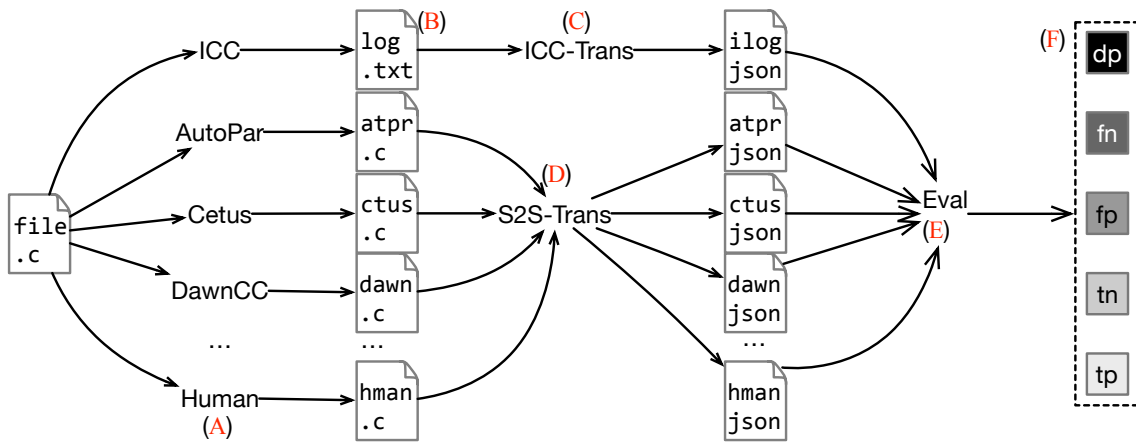 (B)
(C)
(F)
ICC
log
.txt
ICC-Trans
ilog
json
dp
AutoPar
atpr
.c
atpr
json
fn
(D)
file
.c
Cetus
ctus
.c
S2S-Trans
ctus
json
Eval
(E)
fp
DawnCC
dawn
.c
dawn
json
tn
...
...
...
Human
(A)
hman
.c
hman
json
tp